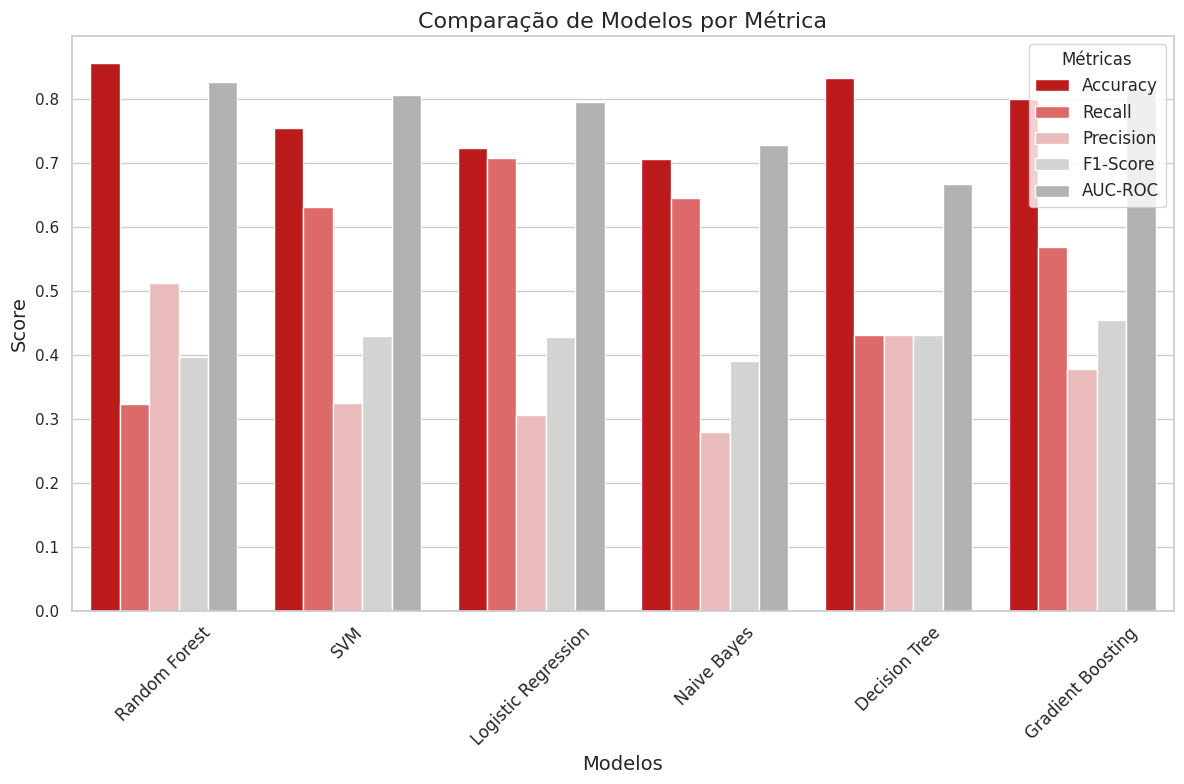 Comparação de Modelos por Métrica
Métricas
Accuracy
Recall
Precision
F1-Score
AUC-ROC
Score
0.8
0.7
0.6
0.5
0.4
0.3
0.2
0.1
0.0
Random Forest
SVM
Logistic Regression
Naive Bayes
Decision Tree
Gradient Boosting
Modelos